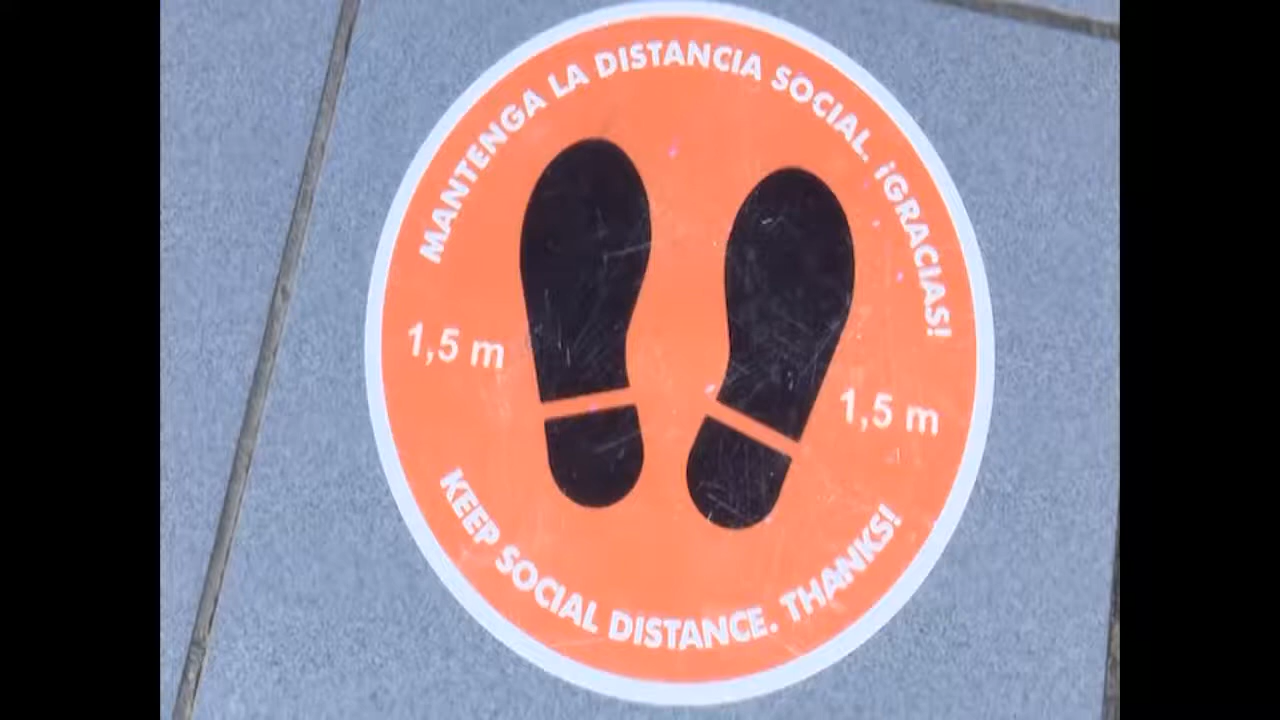 MANTENGA LA DISTANCIA SOCIAL. ¡GRACIAS!
1,5 m
1,5 m
KEEP SOCIAL DISTANCE. THANKS!